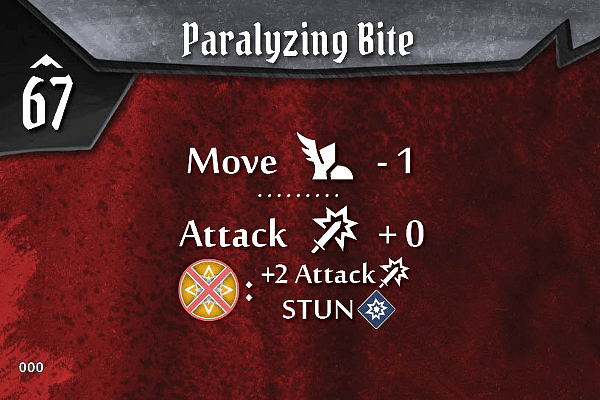 Paralyzing Bite
67
Move - 1
Attack + 0
: +2 Attack
STUN
000